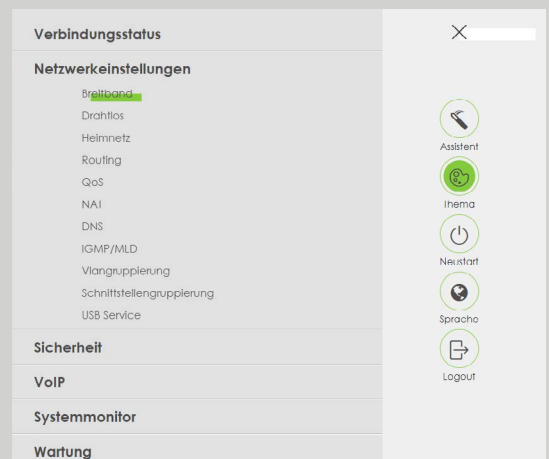 Verbindungsstatus
Netzwerkeinstellungen
Breitband
Drahtlos
Heimnetz
Routing
QoS
NAT
DNS
IGMP/MLD
Vlangruppierung
Schnittstellengruppierung
USB Service
Sicherheit
VoIP
Systemmonitor
Wartung
Assistent
Thema
Neustart
Sprache
Logout